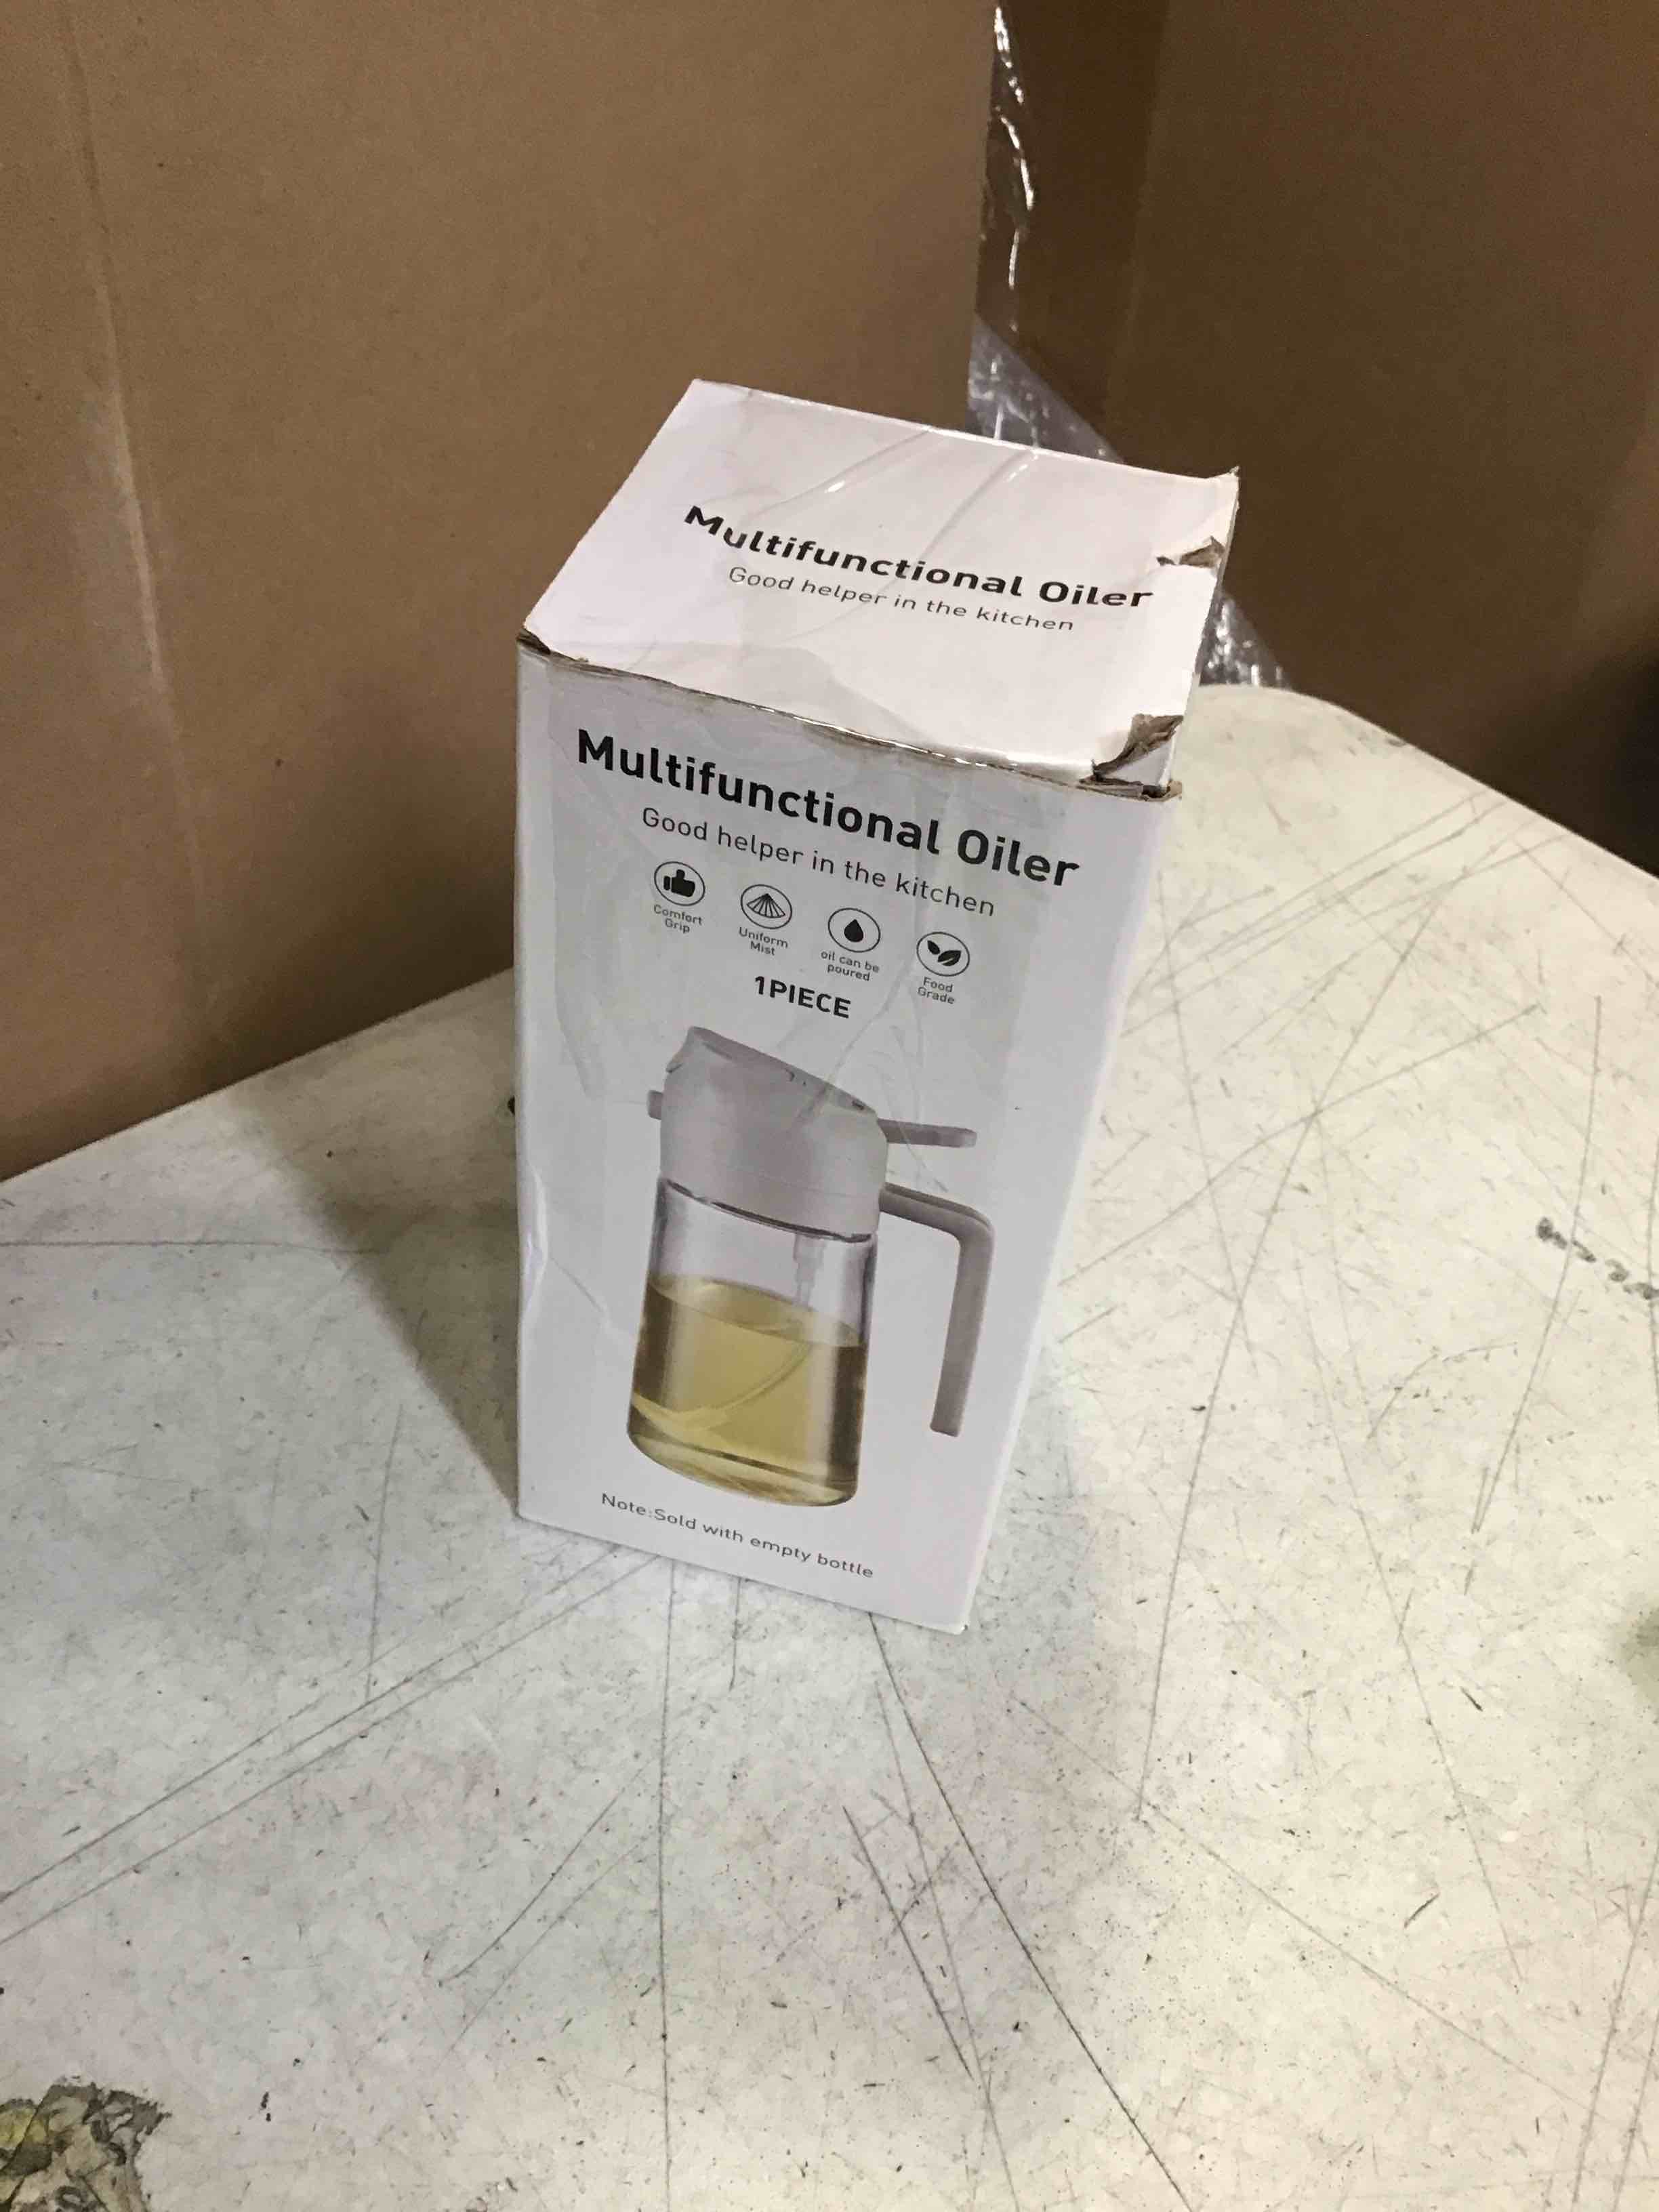 Multifunctional Oiler
Good helper in the kitchen
Multifunctional Oiler
Good helper in the kitchen
Comfort
Grip
Uniform
Mist
oil can be
poured
Food
Grade
1PIECE
Note:Sold with empty bottle